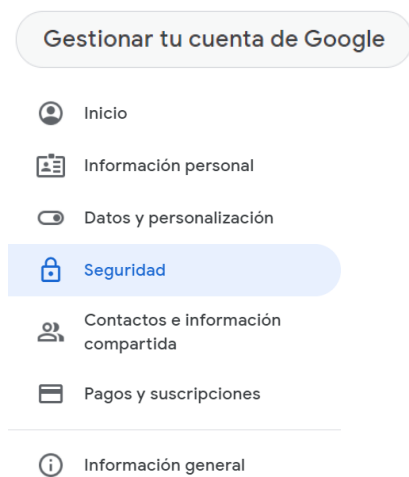 Gestionar tu cuenta de Google
Inicio
Información personal
Datos y personalización
Seguridad
Contactos e información
compartida
Pagos y suscripciones
Información general